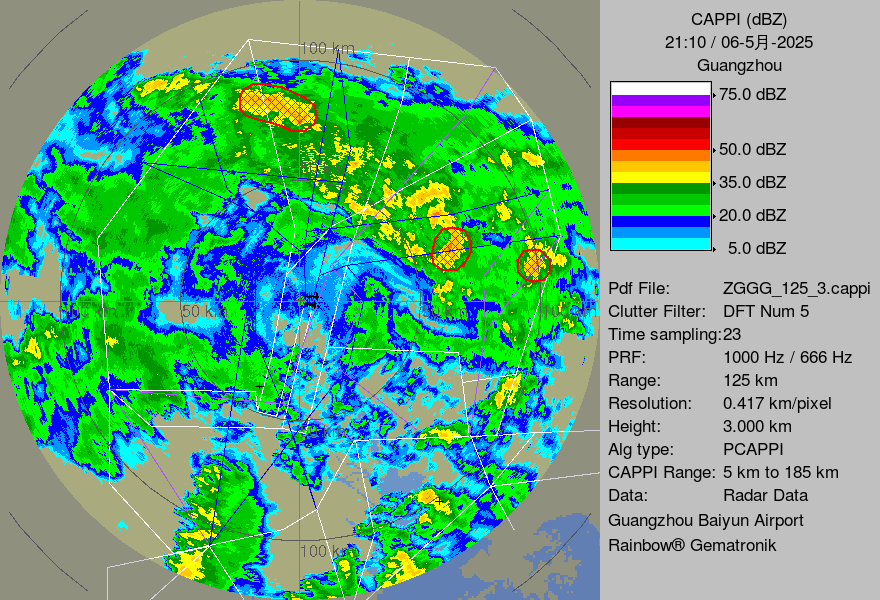 100 km
50 km
50 km
100 km
CAPPI (dBZ)
21:10 / 06-5月-2025
Guangzhou
75.0 dBZ
50.0 dBZ
35.0 dBZ
20.0 dBZ
5.0 dBZ
Pdf File: ZGGG_125_3.cappi
Clutter Filter: DFT Num 5
Time sampling:23
PRF: 1000 Hz / 666 Hz
Range: 125 km
Resolution: 0.417 km/pixel
Height: 3.000 km
Alg type: PCAPPI
CAPPI Range: 5 km to 185 km
Data: Radar Data
Guangzhou Baiyun Airport
Rainbow® Gematronik